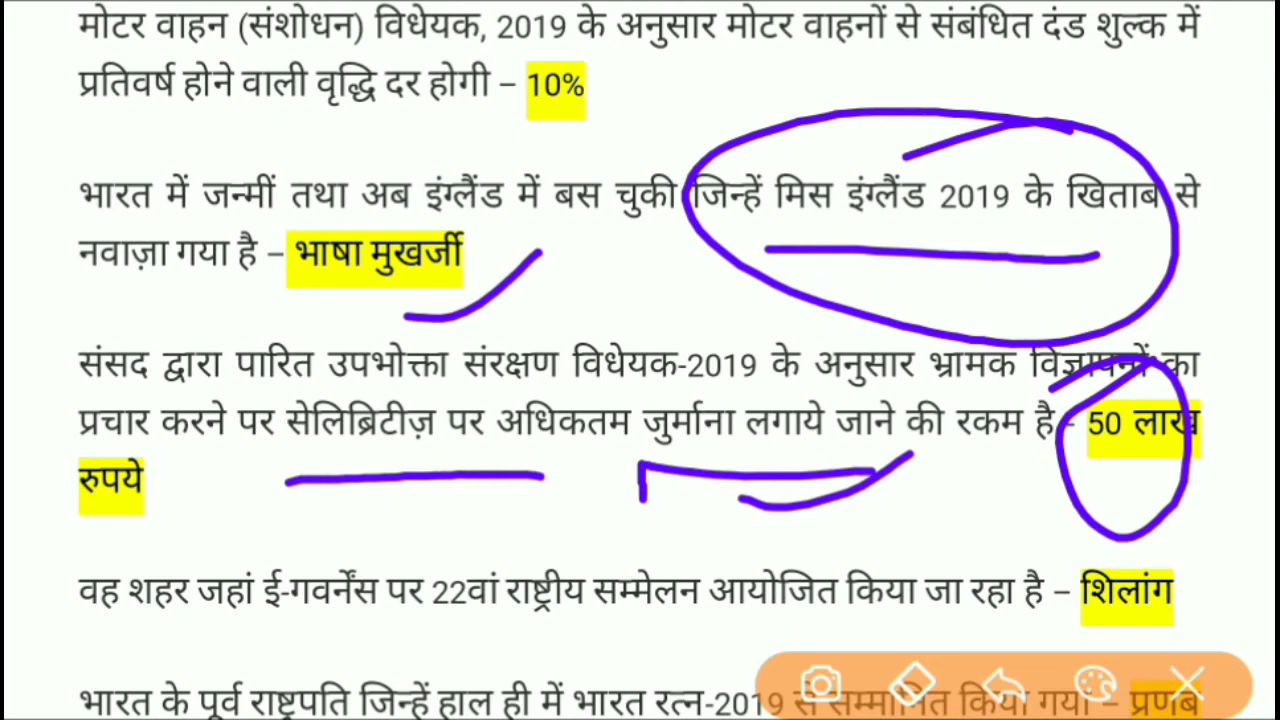 मोटर वाहन (संशोधन) विधेयक, 2019 के अनुसार मोटर वाहनों से संबंधित दंड शुल्क में
प्रतिवर्ष होने वाली वृद्धि दर होगी – 10%
भारत में जन्मीं तथा अब इंग्लैंड में बस चुकी जिन्हें मिस इंग्लैंड 2019 के खिताब से
नवाज़ा गया है – भाषा मुखर्जी
संसद द्वारा पारित उपभोक्ता संरक्षण विधेयक-2019 के अनुसार भ्रामक विज्ञापनों का
प्रचार करने पर सेलिब्रिटीज़ पर अधिकतम जुर्माना लगाये जाने की रकम है - 50 लाख
रुपये
वह शहर जहां ई-गवर्नेंस पर 22वां राष्ट्रीय सम्मेलन आयोजित किया जा रहा है – शिलांग
भारत के पूर्व राष्ट्रपति जिन्हें हाल ही में भारत रत्न-2019 से सम्मानित किया गया – प्रणब